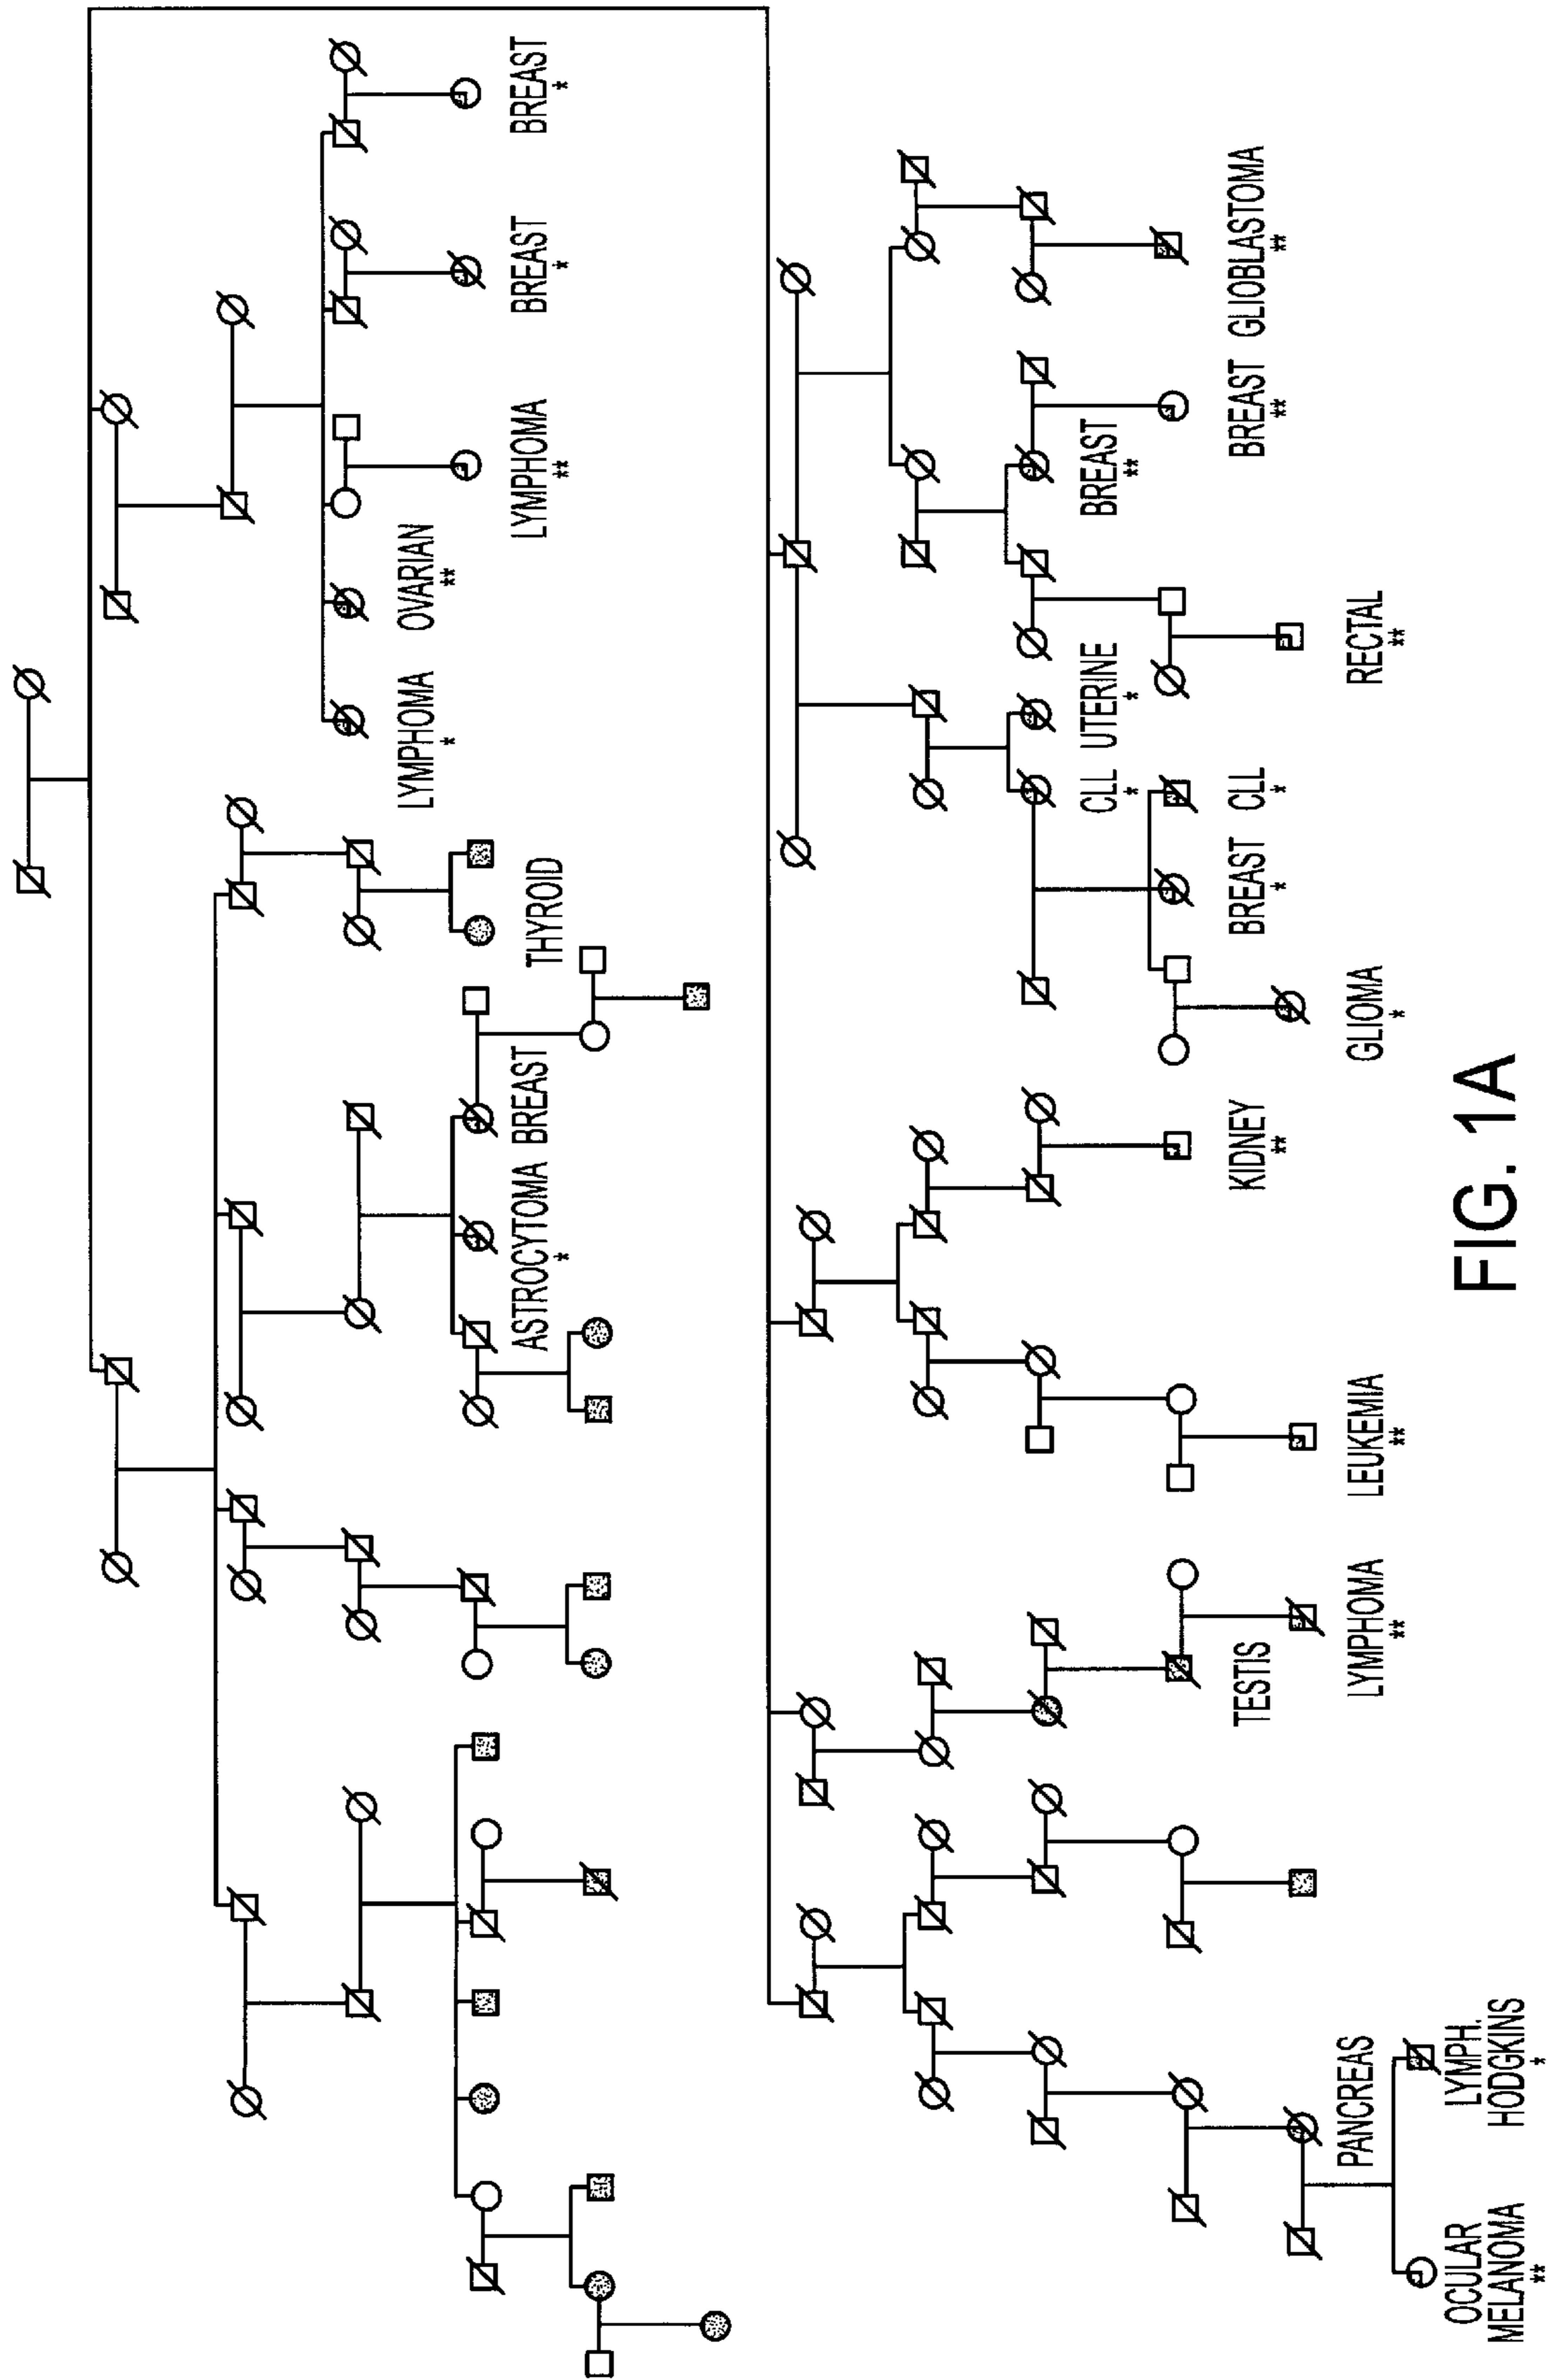 BREAST
*
BREAST
*
LYMPHOMA
**
OVARIAN
**
LYMPHOMA
*
THYROID
BREAST
ASTROCYTOMA
*
GLIOBLASTOMA
**
BREAST
**
BREAST
**
RECTAL
**
UTERINE
*
CLL
*
CLL
*
BREAST
*
GLIOMA
*
KIDNEY
**
LEUKEMIA
**
TESTIS
LYMPHOMA
**
PANCREAS
LYMPH.
HODGKINS
*
OCULAR
MELANOMA
**
FIG. 1A